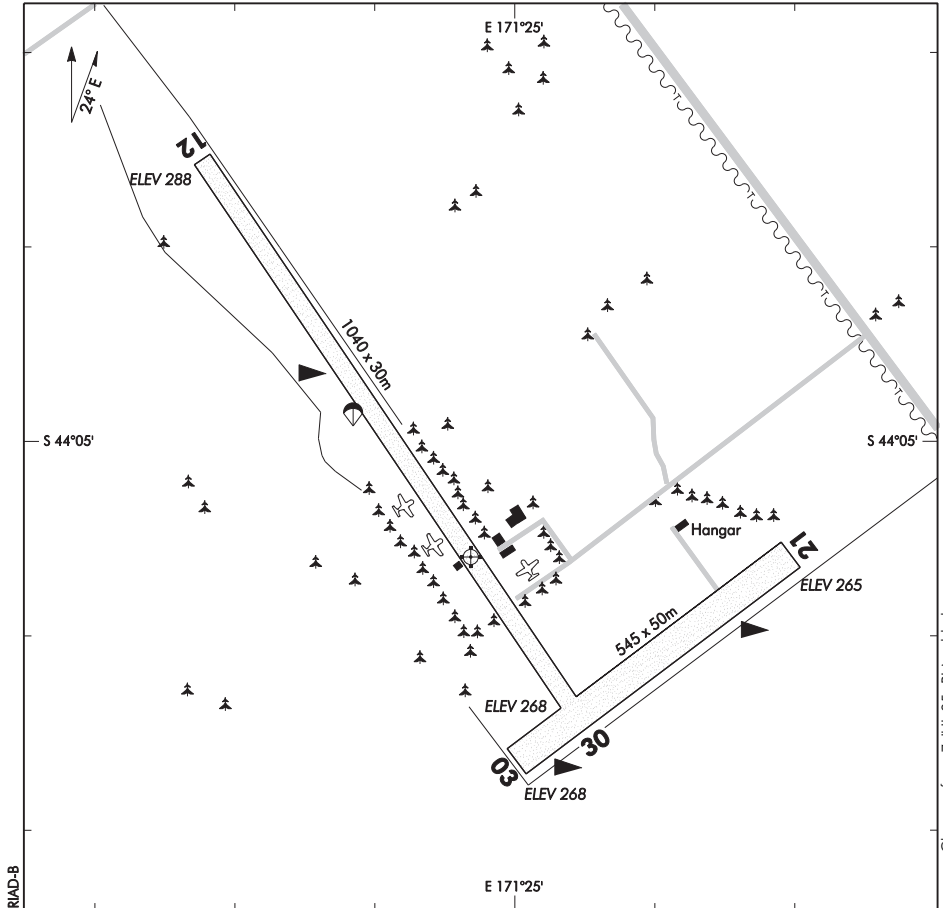 E 171°25'
24° E
12
ELEV 288
1040 x 30m
S 44°05'
S 44°05'
Hangar
21
ELEV 265
545 x 50m
ELEV 268
30
03
ELEV 268
E 171°25'
RIAD-B